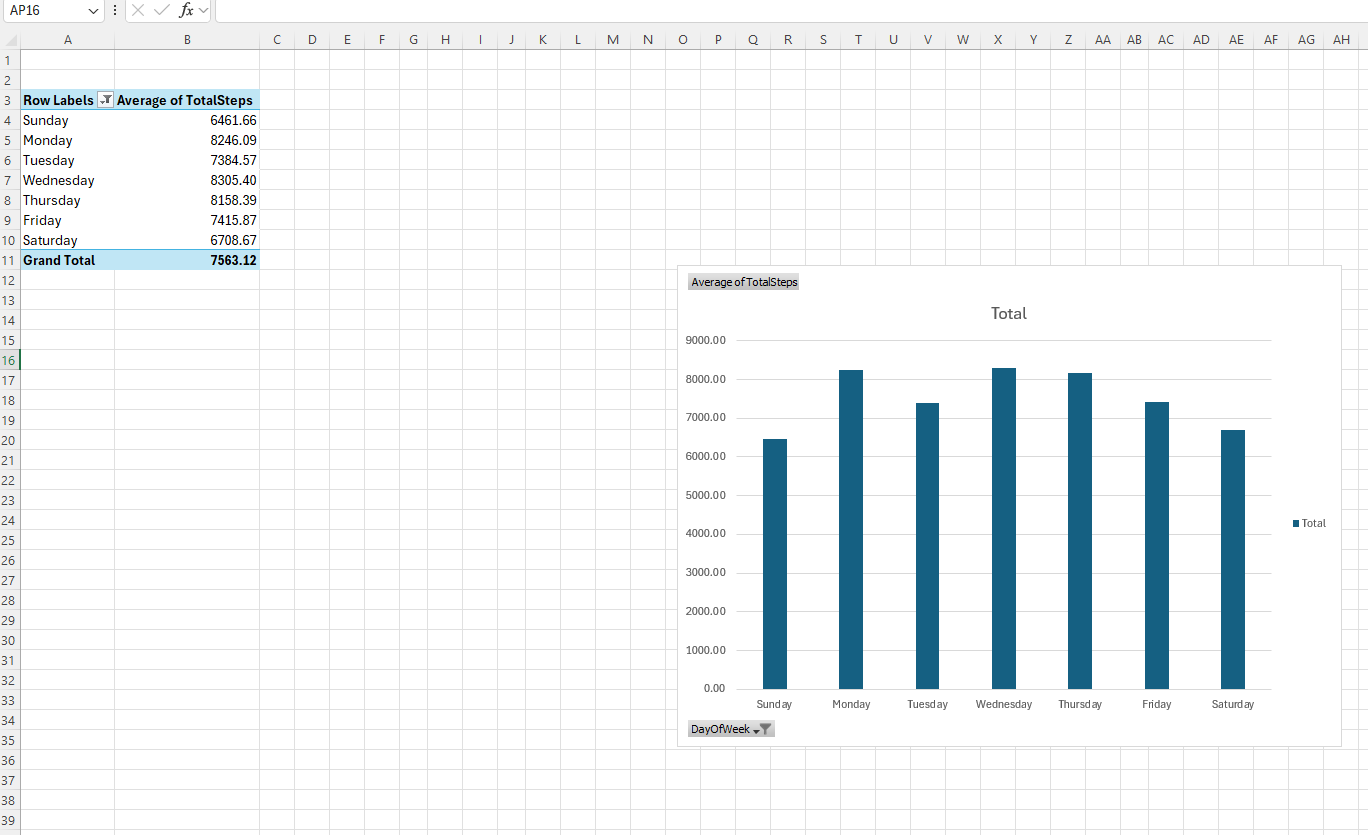 AP16 fx
A B C D E F G H I J K L M N O P Q R S T U V W X Y Z AA AB AC AD AE AF AG AH
1
2
3 Row Labels Average of TotalSteps
4 Sunday 6461.66
5 Monday 8246.09
6 Tuesday 7384.57
7 Wednesday 8305.40
8 Thursday 8158.39
9 Friday 7415.87
10 Saturday 6708.67
11 Grand Total 7563.12
12
13
14
15
16
17
18
19
20
21
22
23
24
25
26
27
28
29
30
31
32
33
34
35
36
37
38
39
Average of TotalSteps
Total
9000.00
8000.00
7000.00
6000.00
5000.00
4000.00
3000.00
2000.00
1000.00
0.00
Sunday Monday Tuesday Wednesday Thursday Friday Saturday
Total
DayOfWeek